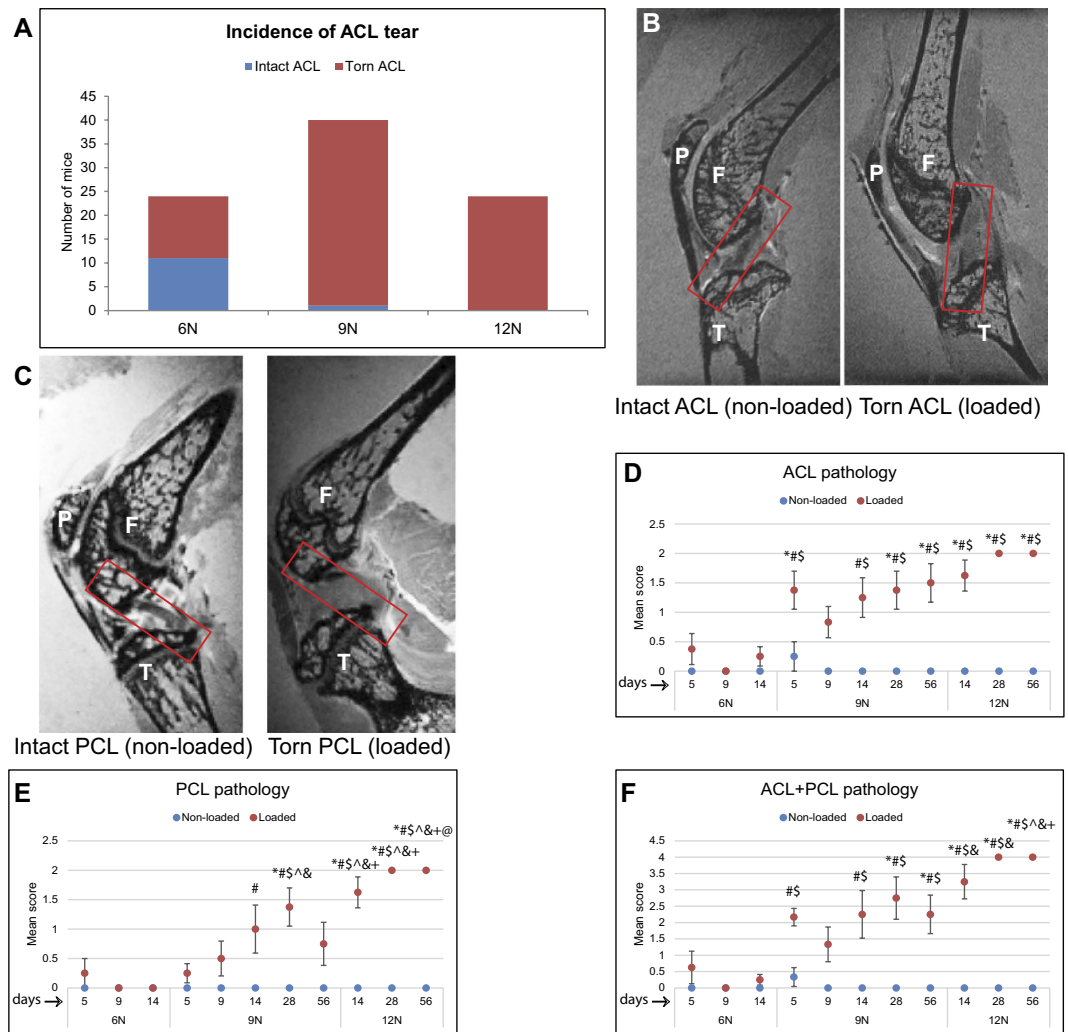 A
Incidence of ACL tear
Intact ACL Torn ACL
Number of mice
45
40
35
30
25
20
15
10
5
0
6N 9N 12N
B
P F T
P F T
Intact ACL (non-loaded) Torn ACL (loaded)
C
P F T
F T
Intact PCL (non-loaded) Torn PCL (loaded)
D
ACL pathology
Non-loaded Loaded
Mean score
2.5
2
1.5
1
0.5
0
*#$ #$ *#$ *#$ *#$ *#$ *#$
days → 5 9 14 5 9 14 28 56 14 28 56
6N 9N 12N
E
PCL pathology
Non-loaded Loaded
Mean score
2.5
2
1.5
1
0.5
0
*#$^&+@
*#$^&+
# *#$^& *#$^&+
days → 5 9 14 5 9 14 28 56 14 28 56
6N 9N 12N
F
ACL+PCL pathology
Non-loaded Loaded
Mean score
5
4.5
4
3.5
3
2.5
2
1.5
1
0.5
0
*#$^&+
*#$& *#$&
#$ #$ *#$ *#$
days → 5 9 14 5 9 14 28 56 14 28 56
6N 9N 12N